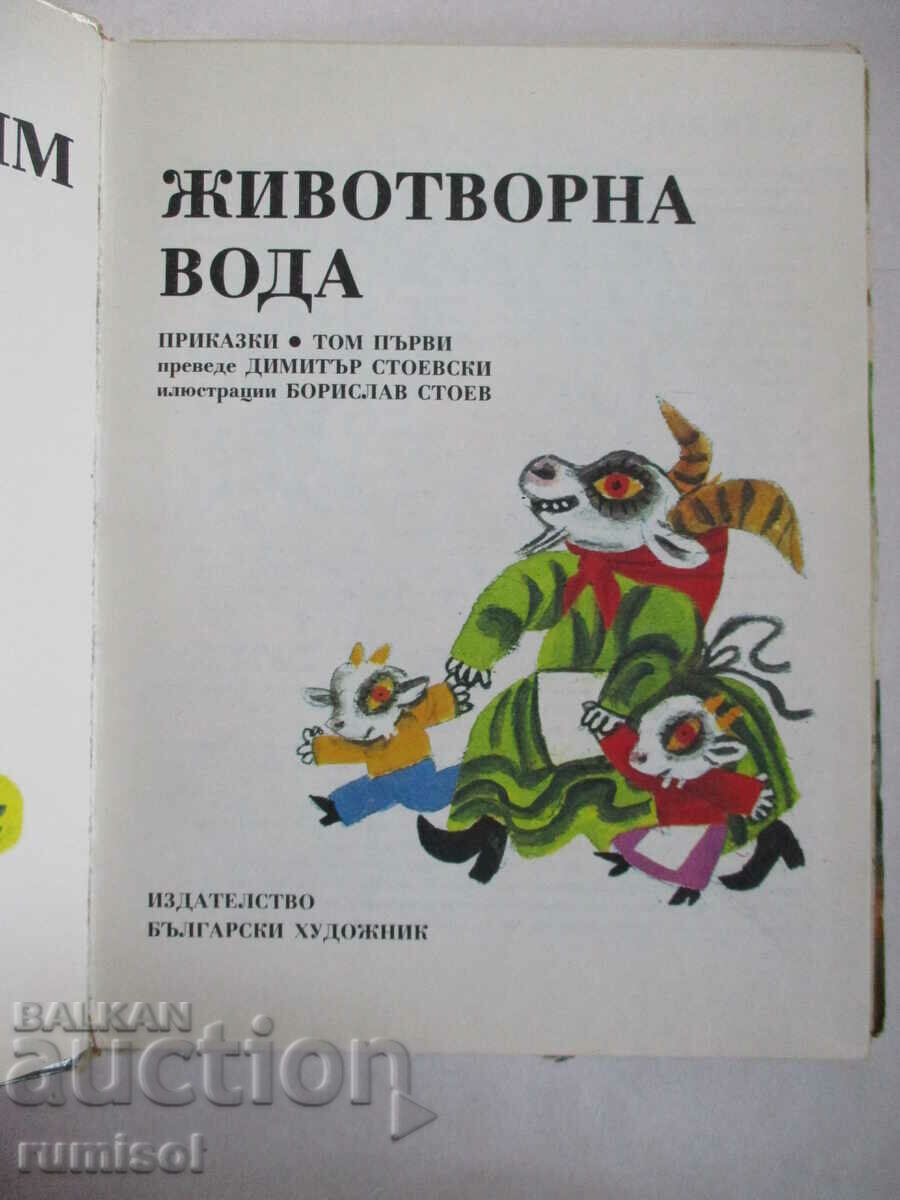 ИМ
ЖИВОТВОРНА
ВОДА
ПРИКАЗКИ • ТОМ ПЪРВИ
преведе ДИМИТЪР СТОЕВСКИ
илюстрации БОРИСЛАВ СТОЕВ
ИЗДАТЕЛСТВО
БЪЛГАРСКИ ХУДОЖНИК
BALKAN
auction
rumisol